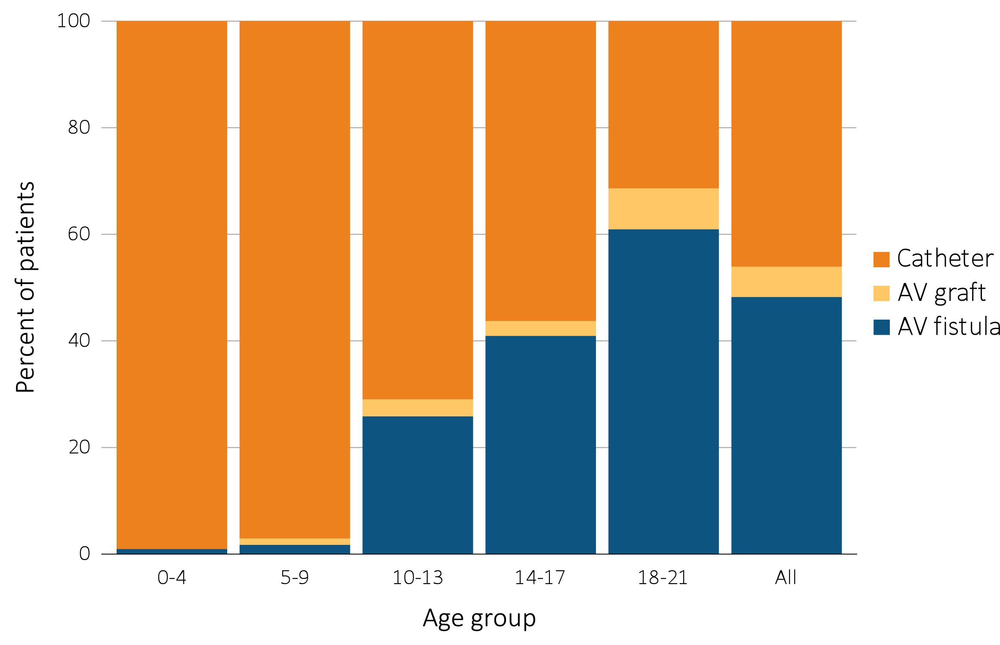 100
80
60
40
20
0
Percent of patients
0-4
5-9
10-13
14-17
18-21
All
Age group
Catheter
AV graft
AV fistula